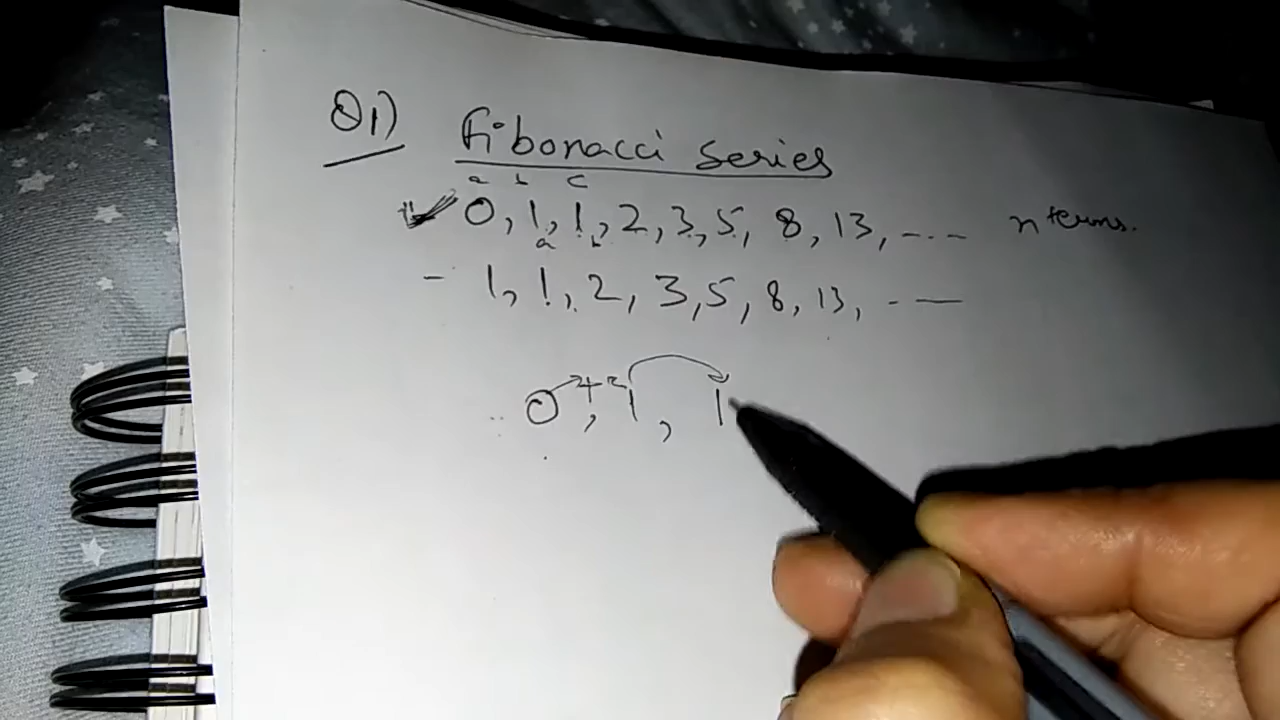 Q1) Fibonacci Series
a b c
0, 1, 1, 2, 3, 5, 8, 13, ---- n terms.
a b
- 1, 1, 2, 3, 5, 8, 13, - —
0 + , 1 , 1